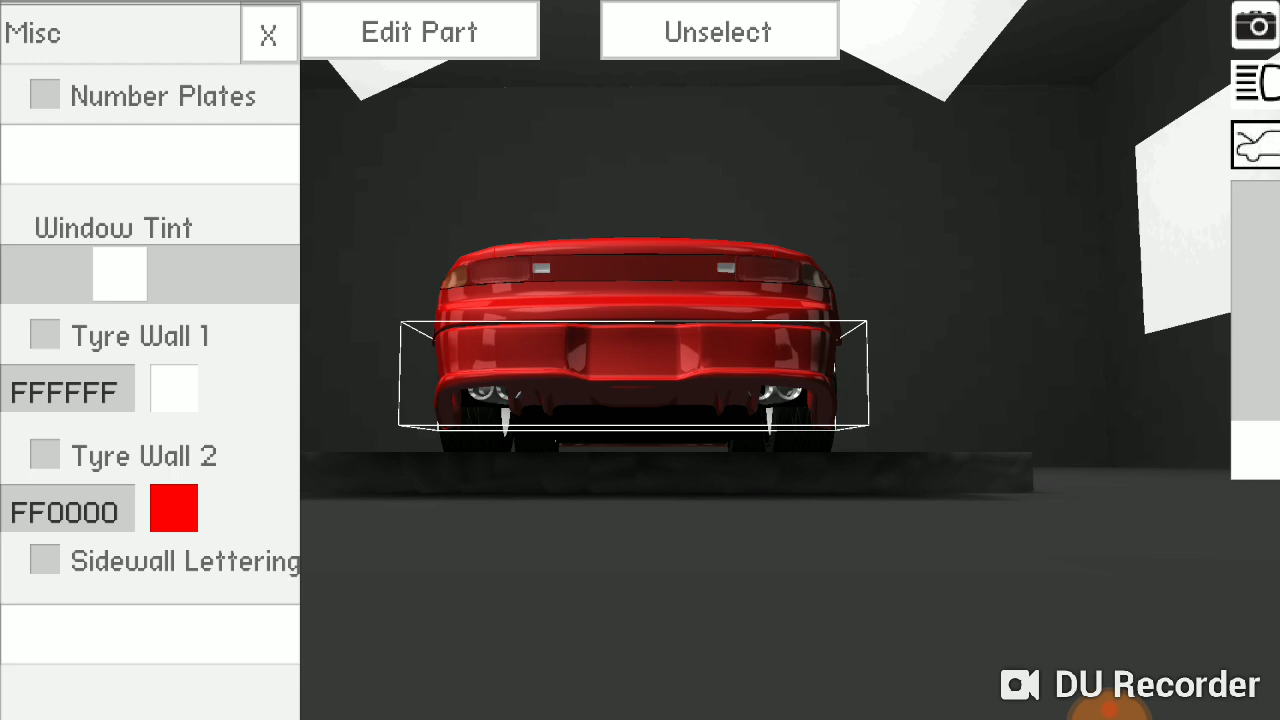 Misc
X
Edit Part
Unselect
Number Plates
Window Tint
Tyre Wall 1
FFFFFF
Tyre Wall 2
FF0000
Sidewall Lettering
DU Recorder